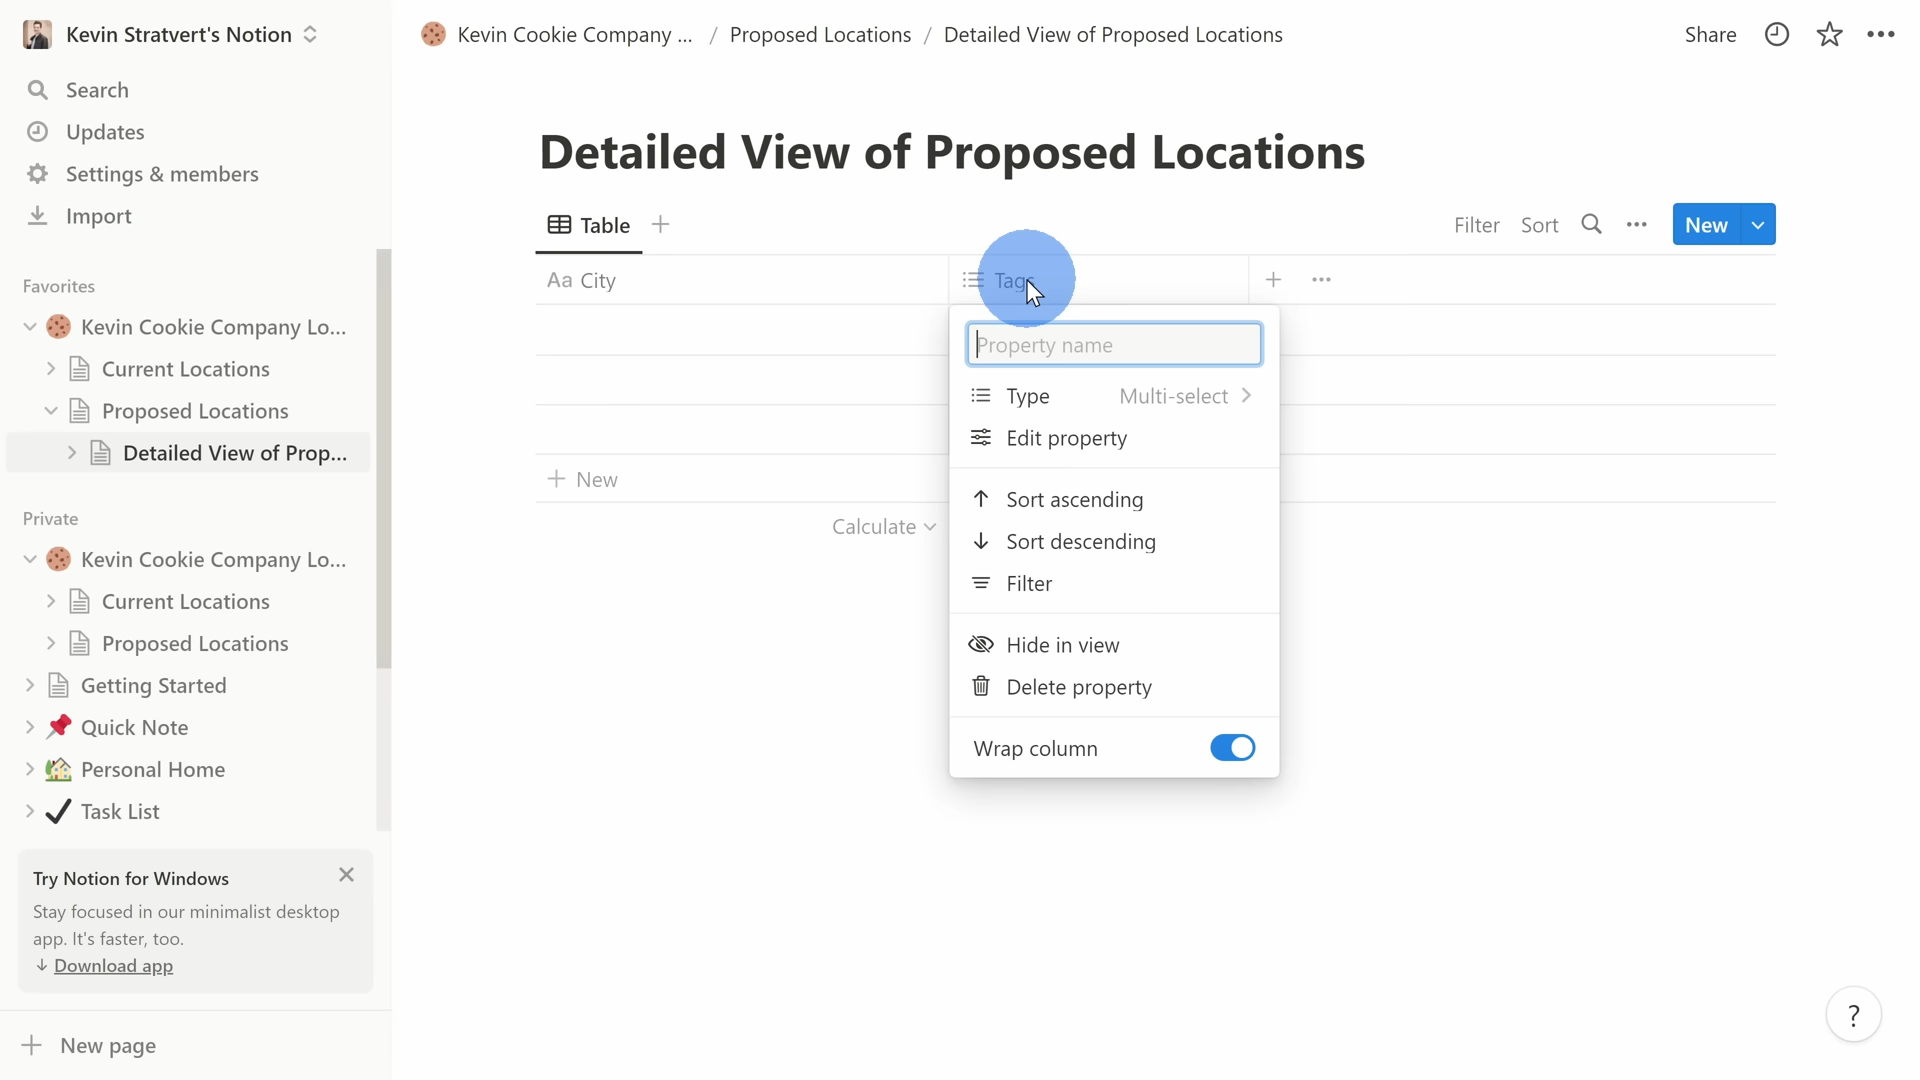 Kevin Stratvert's Notion
Kevin Cookie Company ... / Proposed Locations / Detailed View of Proposed Locations
Share
Search
Updates
Settings & members
Import
Favorites
Kevin Cookie Company Lo...
Current Locations
Proposed Locations
Detailed View of Prop...
Private
Kevin Cookie Company Lo...
Current Locations
Proposed Locations
Getting Started
Quick Note
Personal Home
Task List
Try Notion for Windows
Stay focused in our minimalist desktop
app. It's faster, too.
Download app
New page
Detailed View of Proposed Locations
Table
Filter Sort New
Aa City Tags
New
Calculate
Property name
Type Multi-select
Edit property
Sort ascending
Sort descending
Filter
Hide in view
Delete property
Wrap column
?